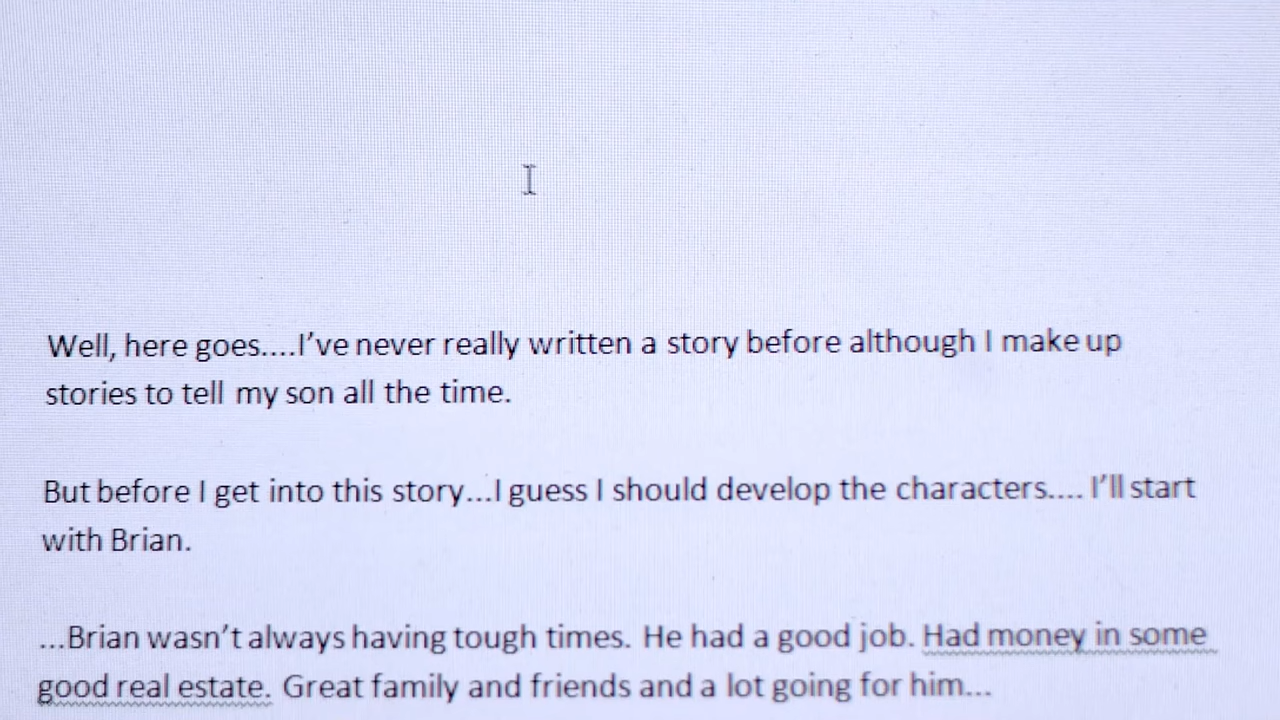 Well, here goes....I've never really written a story before although I make up
stories to tell my son all the time.
But before I get into this story...I guess I should develop the characters.... I'll start
with Brian.
...Brian wasn't always having tough times. He had a good job. Had money in some
good real estate. Great family and friends and a lot going for him...